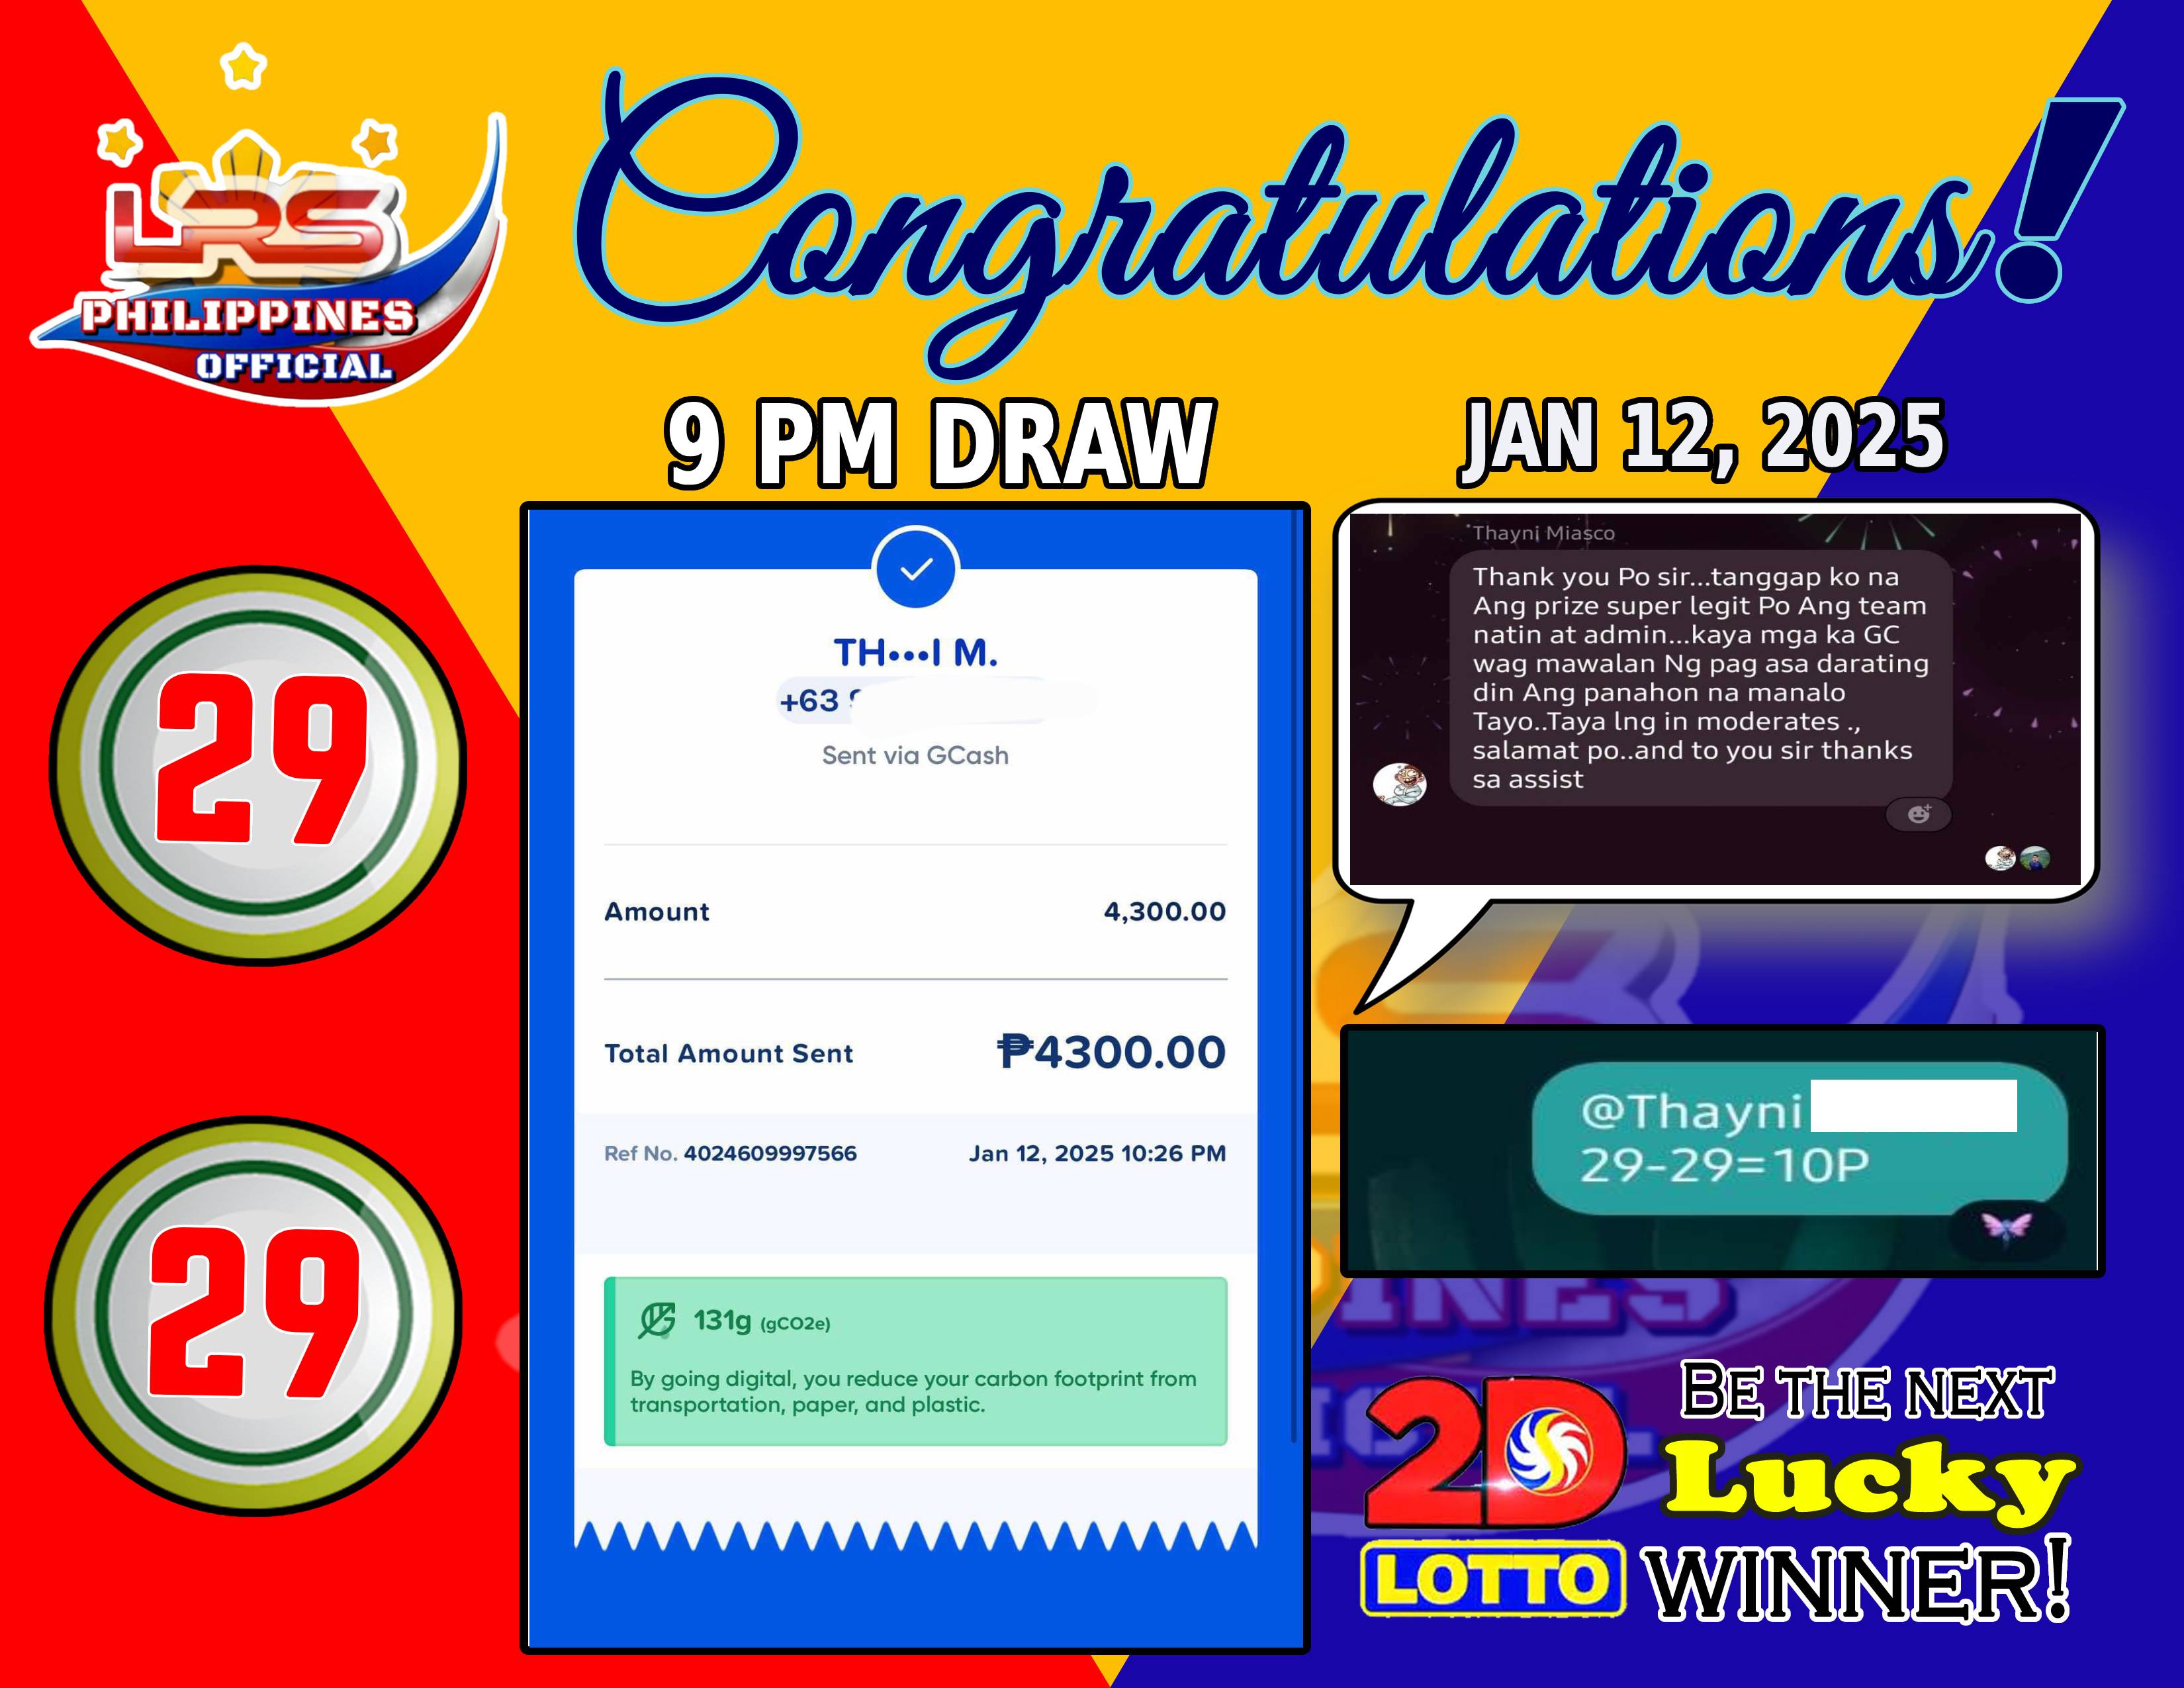 LRS
PHILIPPINES
OFFICIAL
Congratulations!
9 PM DRAW
JAN 12, 2025
29
29
TH•••I M.
+63
Sent via GCash
Amount 4,300.00
Total Amount Sent ₱4300.00
Ref No. 4024609997566 Jan 12, 2025 10:26 PM
131g (gCO2e)
By going digital, you reduce your carbon footprint from
transportation, paper, and plastic.
Thayni Miasco
Thank you Po sir...tanggap ko na
Ang prize super legit Po Ang team
natin at admin...kaya mga ka GC
wag mawalan Ng pag asa darating
din Ang panahon na manalo
Tayo..Taya lng in moderates .,
salamat po..and to you sir thanks
sa assist
@Thayni
29-29=10P
2D
LOTTO
BE THE NEXT
Lucky
WINNER!